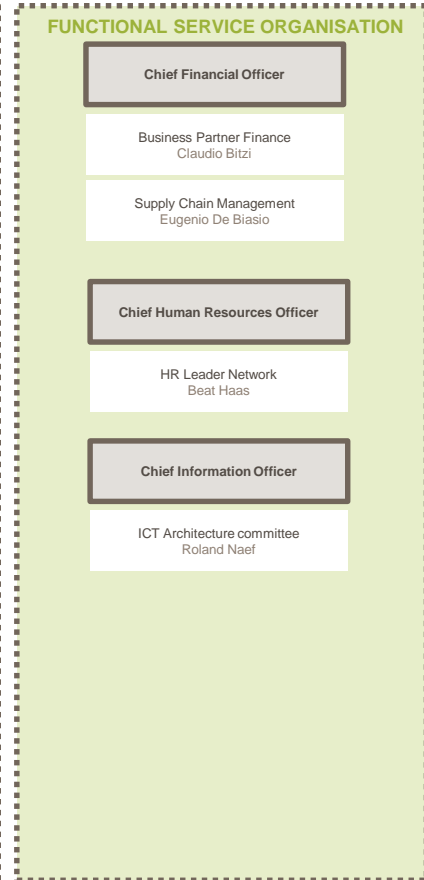 FUNCTIONAL SERVICE ORGANISATION
Chief Financial Officer
Business Partner Finance
Claudio Bitzi
Supply Chain Management
Eugenio De Biasio
Chief Human Resources Officer
HR Leader Network
Beat Haas
Chief Information Officer
ICT Architecture committee
Roland Naef